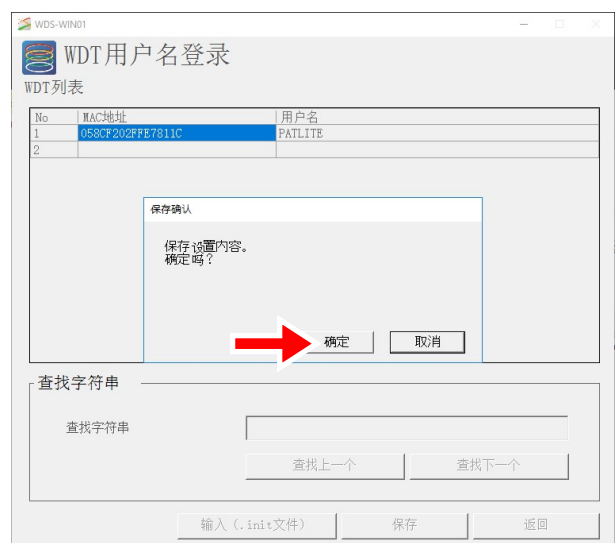 WDS-WIN01
WDT用户名登录
WDT列表
No MAC地址 用户名
1 058CF202FFE7811C PATLITE
2
保存确认
保存设置内容。
确定吗？
确定 取消
查找字符串
查找字符串
查找上一个 查找下一个
输入 (.init文件) 保存 返回